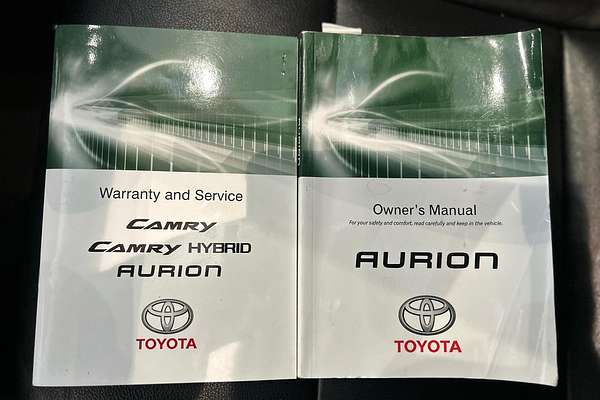 Warranty and Service
CAMRY
CAMRY HYBRID
AURION
TOYOTA
Owner's Manual
For your safety and comfort, read carefully and keep in the vehicle.
AURION
TOYOTA